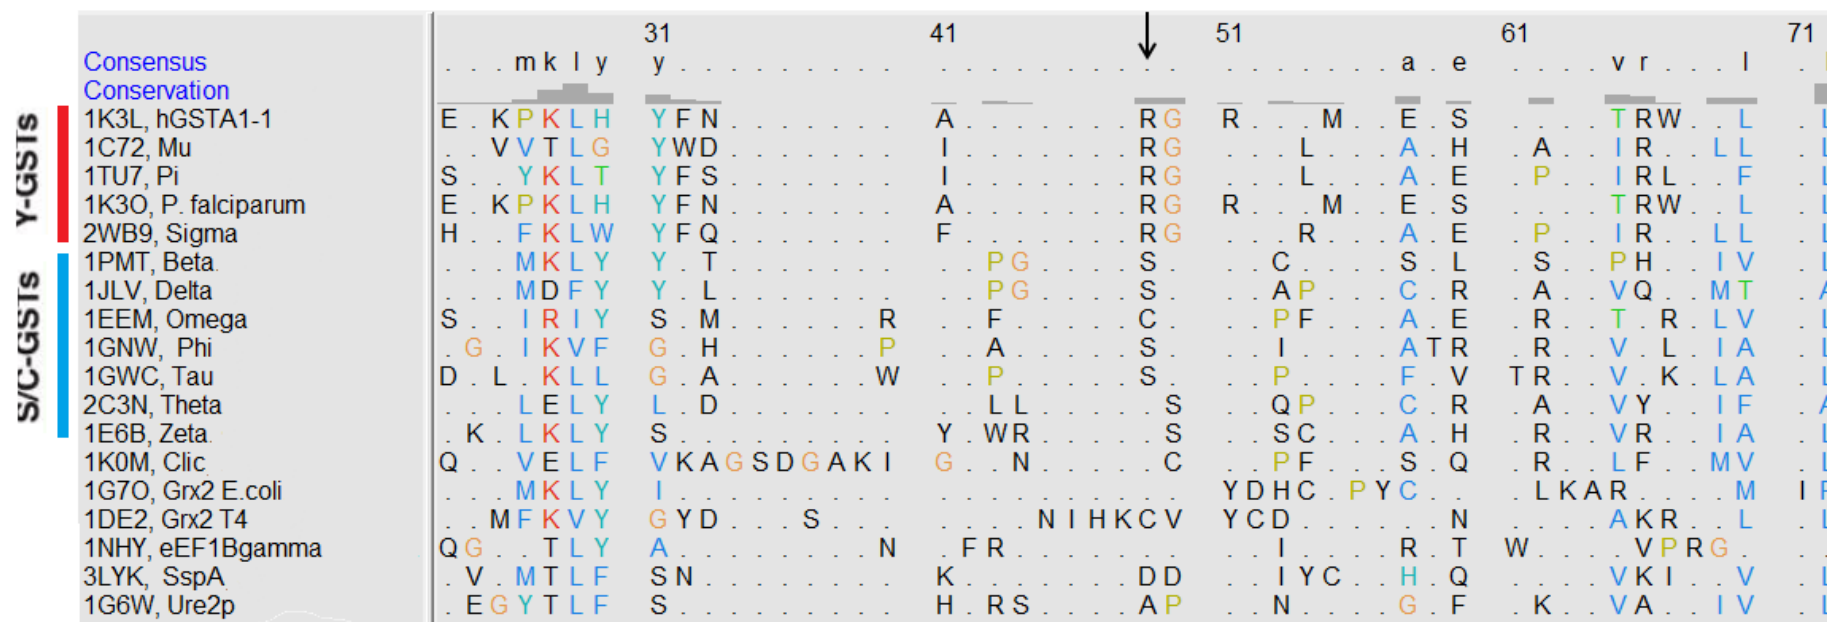 31 41 51 61 71
Consensus . . . m k l y y . . . . . . . . . . . . . . . . . . . . . . . . . . . a . e . . . . v r . . . l .
Conservation
1K3L, hGSTA1-1 E . K P K L H Y F N . . . . . . . . A . . . . . . . R G R . . . M . . E . S . . . . T R W . . L . L
1C72, Mu . . V V T L G Y W D . . . . . . . . I . . . . . . . R G . . . L . . . A . H . . A . . I R . . L L . L
1TU7, Pi S . . Y K L T Y F S . . . . . . . . I . . . . . . . R G . . . L . . . A . E . . P . . I R L . . F . L
1K3O, P. falciparum E . K P K L H Y F N . . . . . . . . A . . . . . . . R G R . . . M . . E . S . . . . T R W . . L . L
2WB9, Sigma H . . F K L W Y F Q . . . . . . . . F . . . . . . . R G . . . R . . . A . E . . P . . I R . . L L . L
1PMT, Beta . . . M K L Y Y . T . . . . . . . . . . P G . . . . S . . . C . . . . S . L . . S . . P H . . I V . L
1JLV, Delta . . . M D F Y Y . L . . . . . . . . . . P G . . . . S . . . A P . . . C . R . . A . . V Q . . M T . A
1EEM, Omega S . . I R I Y S . M . . . . . . R . . . F . . . . . C . . . P F . . . A . E . . R . . T . R . L V . L
1GNW, Phi . G . I K V F G . H . . . . . . P . . . A . . . . . S . . . I . . . . A T R . . R . . V . L . I A . L
1GWC, Tau D . L . K L L G . A . . . . . . W . . . P . . . . . S . . . P . . . . F . V . T R . . V . K . L A . L
2C3N, Theta . . . L E L Y L . D . . . . . . . . . . L L . . . . . S . . Q P . . . C . R . . A . . V Y . . I F . A
1E6B, Zeta . K . L K L Y S . . . . . . . . . . Y . W R . . . . . S . . S C . . . A . H . . R . . V R . . I A . L
1K0M, Clic Q . . V E L F V K A G S D G A K I G . . N . . . . . C . . P F . . . S . Q . . R . . L F . . M V . L
1G7O, Grx2 E.coli . . . M K L Y I . . . . . . . . . . . . . . . . . . . . Y D H C . P Y C . . . L K A R . . . . M . I P
1DE2, Grx2 T4 . . M F K V Y G Y D . . . S . . . . . . . . N I H K C V Y C D . . . . . . N . . . . . A K R . . L . L
1NHY, eEF1Bgamma Q G . . T L Y A . . . . . . . . N . . F R . . . . . . . . . I . . . . R . T . W . . . . V P R G . . L
3LYK, SspA . V . M T L F S N . . . . . . . . . K . . . . . . . D D . . I Y C . . H . Q . . . . . V K I . . V . L
1G6W, Ure2p . E G Y T L F S . . . . . . . . . . H . R S . . . . A P . . N . . . . G . F . . K . . V A . . I V . L
Y-GSTs
S/C-GSTs